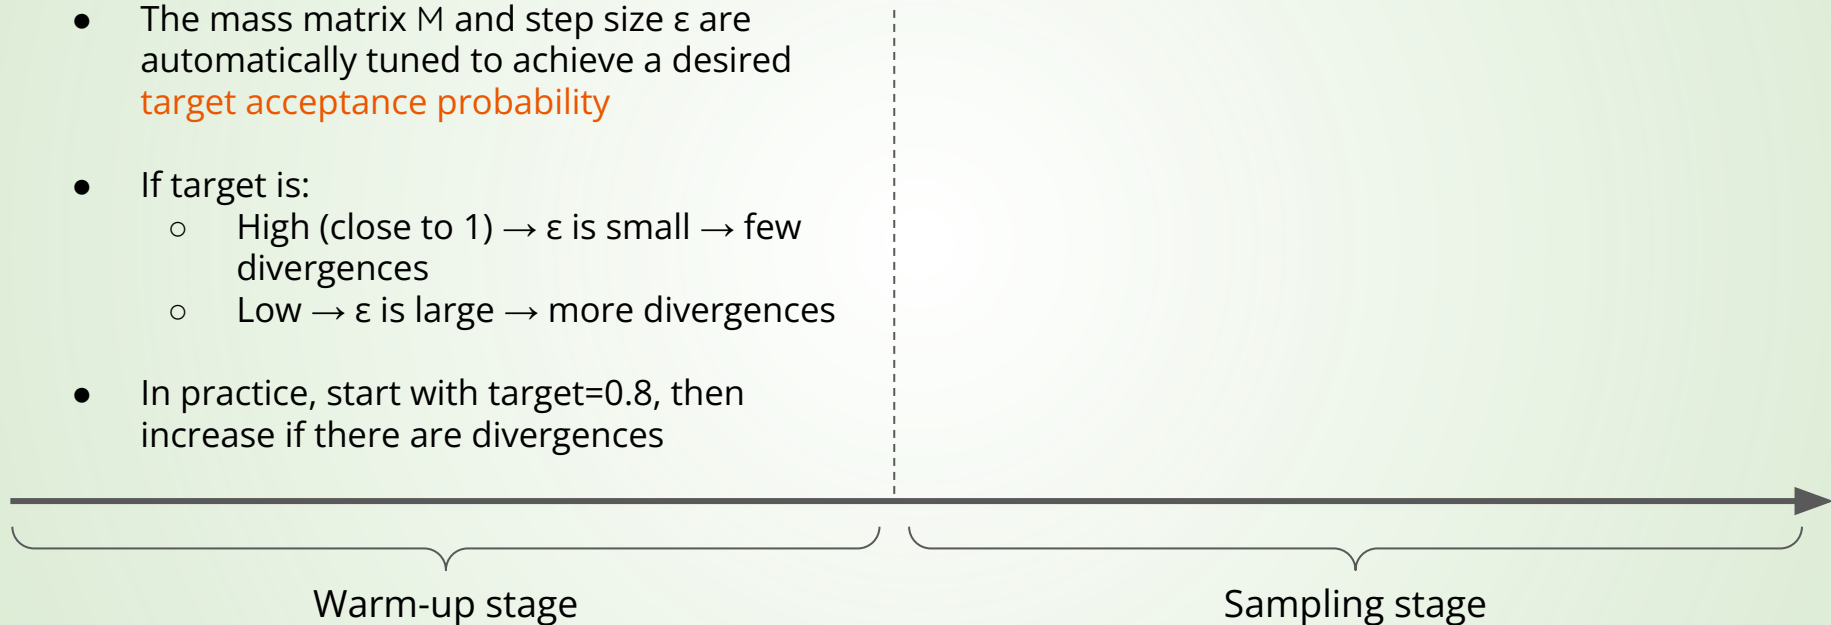 ● The mass matrix M and step size ε are
automatically tuned to achieve a desired
target acceptance probability
● If target is:
○ High (close to 1) → ε is small → few
divergences
○ Low → ε is large → more divergences
● In practice, start with target=0.8, then
increase if there are divergences
Warm-up stage
Sampling stage